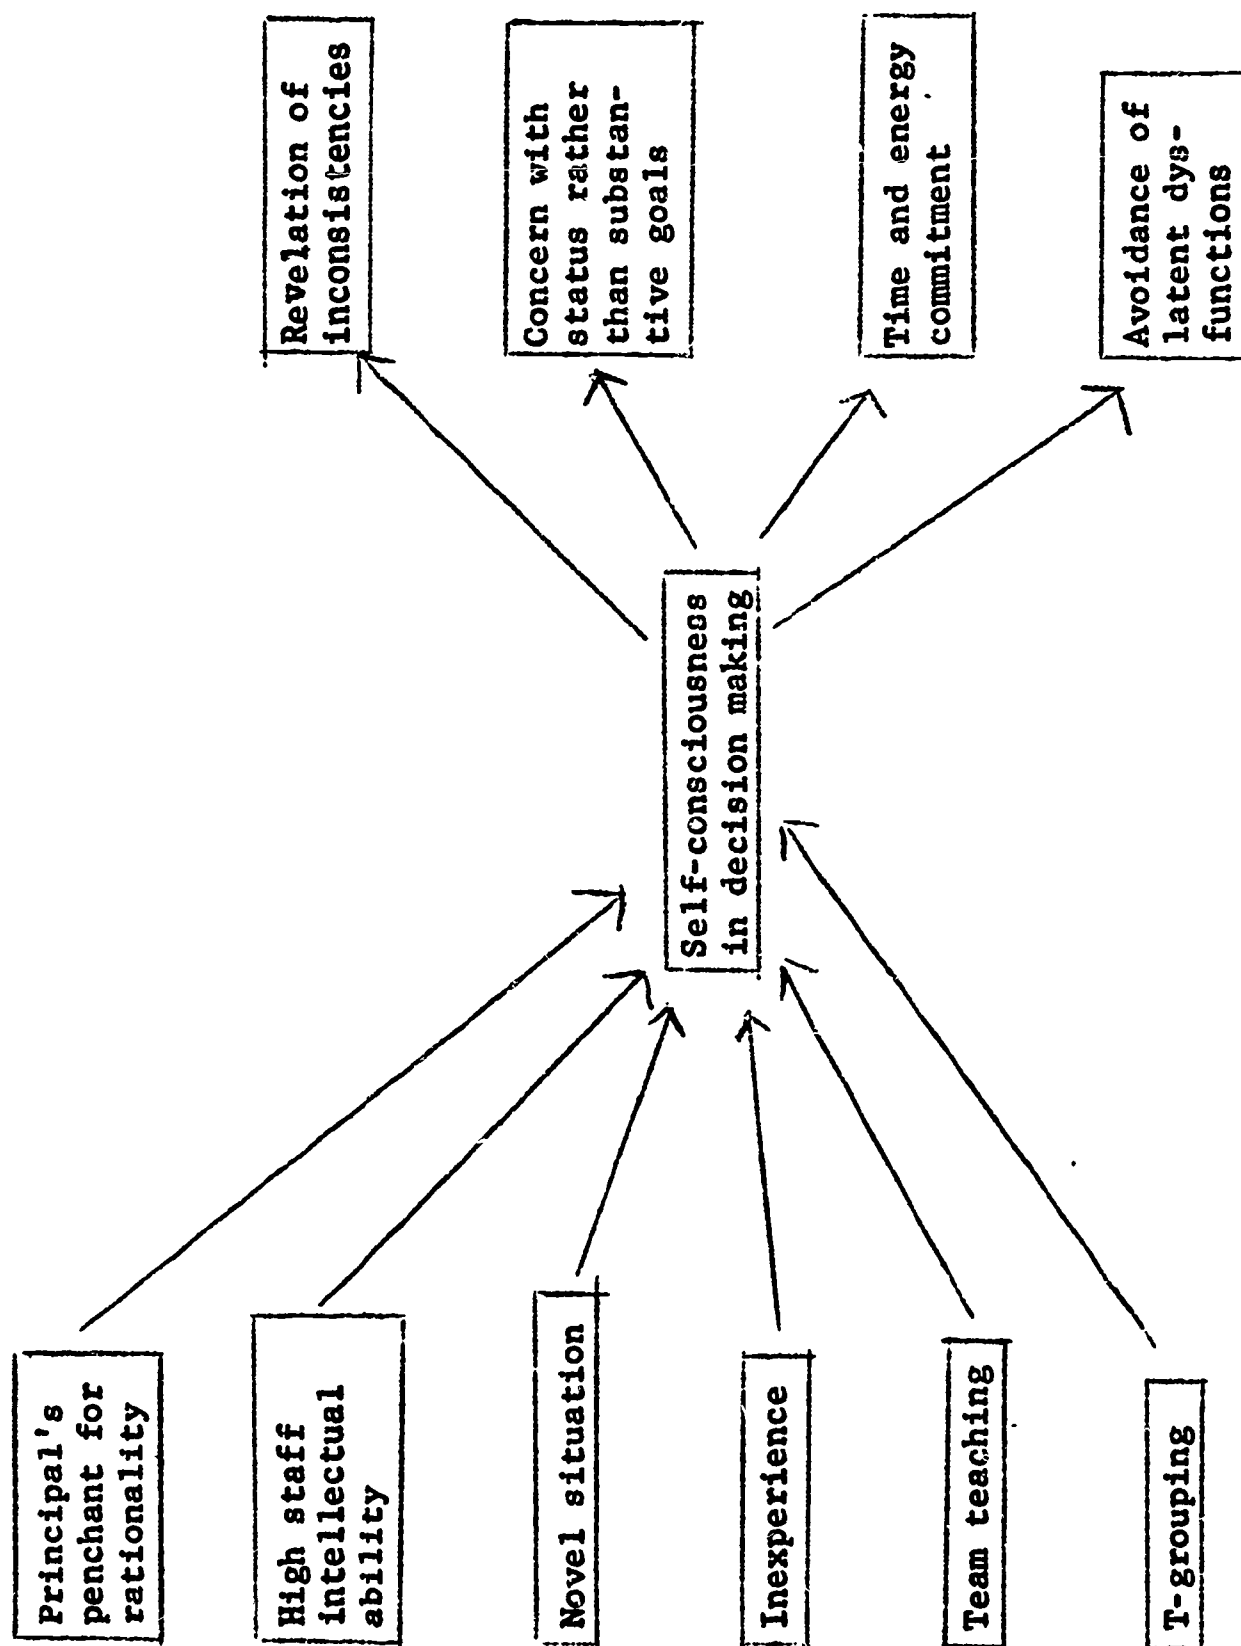 Principal's
penchant for
rationality
High staff
intellectual
ability
Novel situation
Inexperience
Team teaching
T-grouping
Self-consciousness
in decision making
Revelation of
inconsistencies
Concern with
status rather
than substan-
tive goals
Time and energy
commitment
Avoidance of
latent dys-
functions